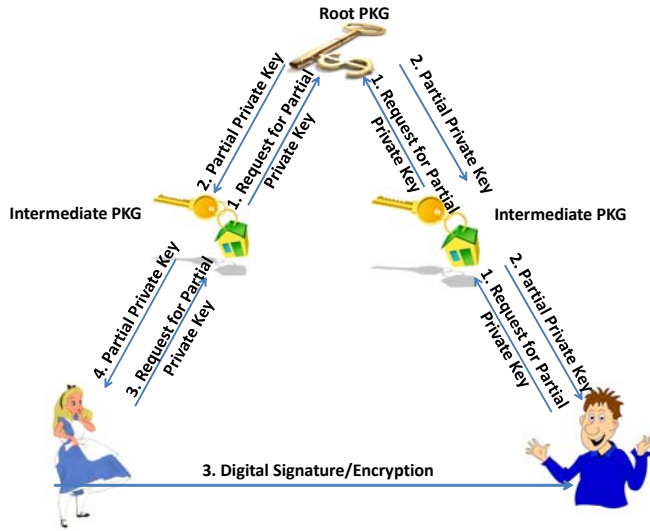 Root PKG
2. Partial Private Key
1. Request for Partial
Private Key
2. Partial Private Key
1. Request for Partial
Private Key
Intermediate PKG
Intermediate PKG
4. Partial Private Key
3. Request for Partial
Private Key
2. Partial Private Key
1. Request for Partial
Private Key
3. Digital Signature/Encryption